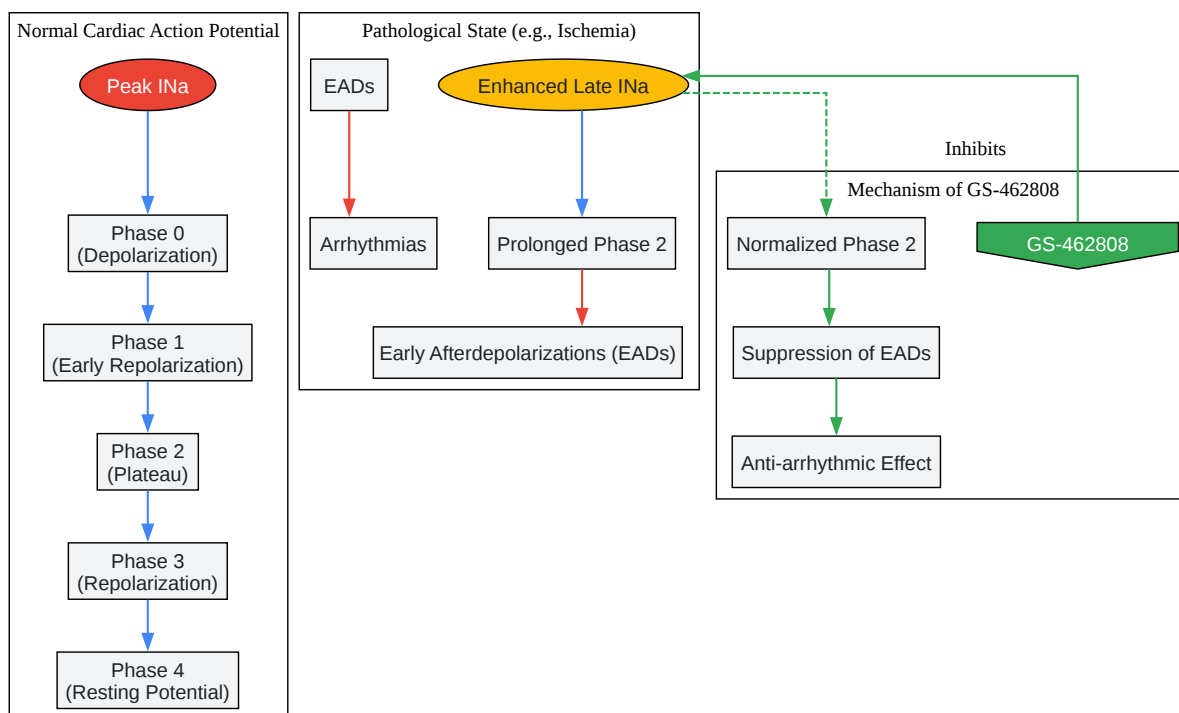 Normal Cardiac Action Potential
Peak INa
Phase 0
(Depolarization)
Phase 1
(Early Repolarization)
Phase 2
(Plateau)
Phase 3
(Repolarization)
Phase 4
(Resting Potential)
Pathological State (e.g., Ischemia)
EADs
Enhanced Late INa
Arrhythmias
Prolonged Phase 2
Early Afterdepolarizations (EADs)
Inhibits
Mechanism of GS-462808
Normalized Phase 2
GS-462808
Suppression of EADs
Anti-arrhythmic Effect